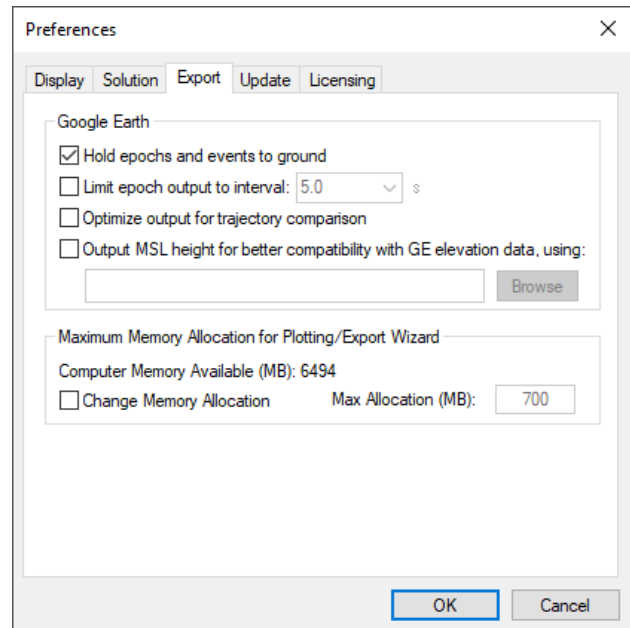 Preferences
Display Solution Export Update Licensing
Google Earth
Hold epochs and events to ground
Limit epoch output to interval: 5.0 s
Optimize output for trajectory comparison
Output MSL height for better compatibility with GE elevation data, using:
Browse
Maximum Memory Allocation for Plotting/Export Wizard
Computer Memory Available (MB): 6494
Change Memory Allocation Max Allocation (MB): 700
OK Cancel